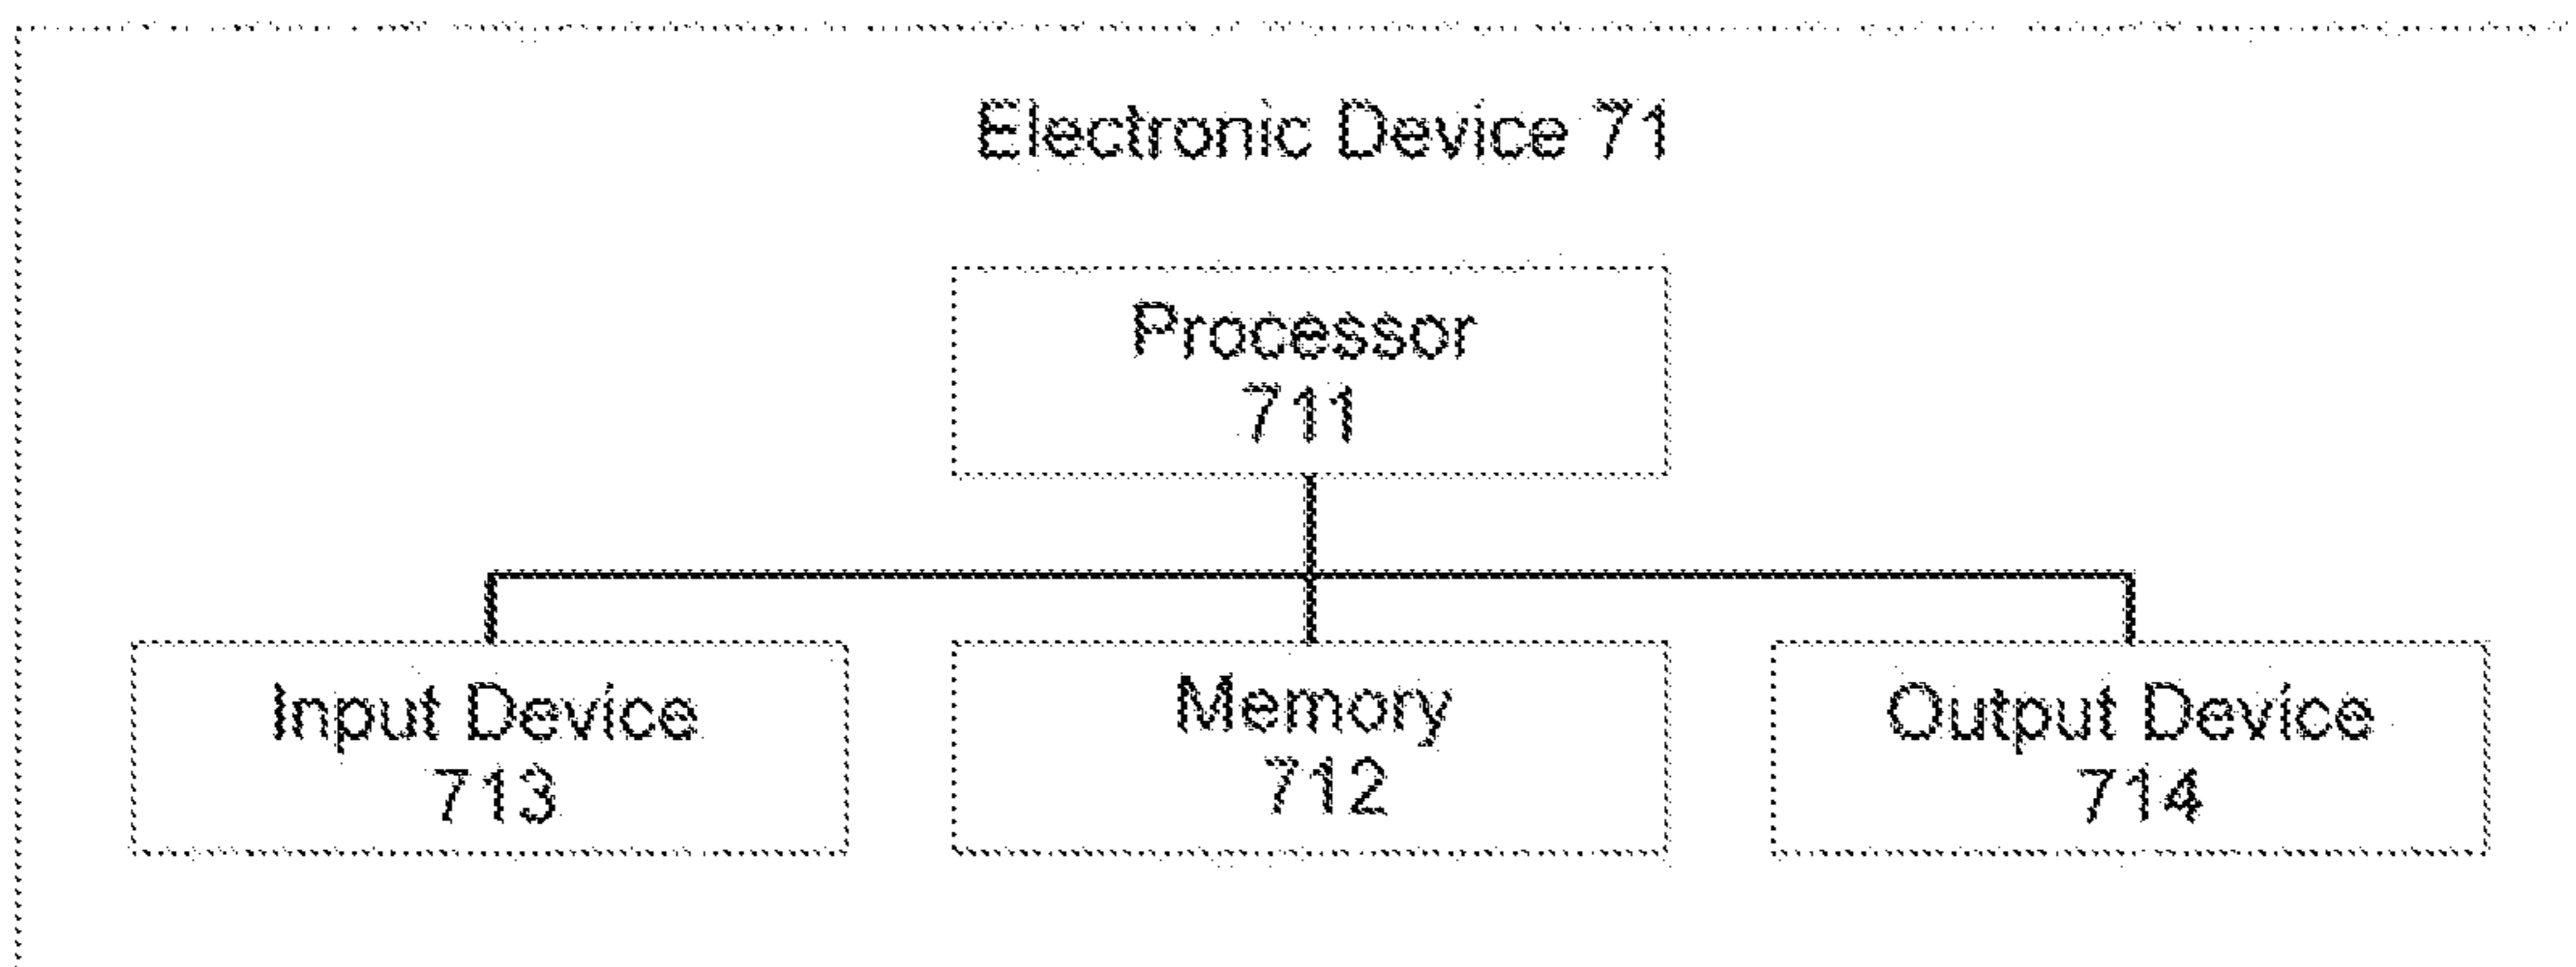 Electronic Device 71
Processor
711
Input Device
713
Memory
712
Output Device
714